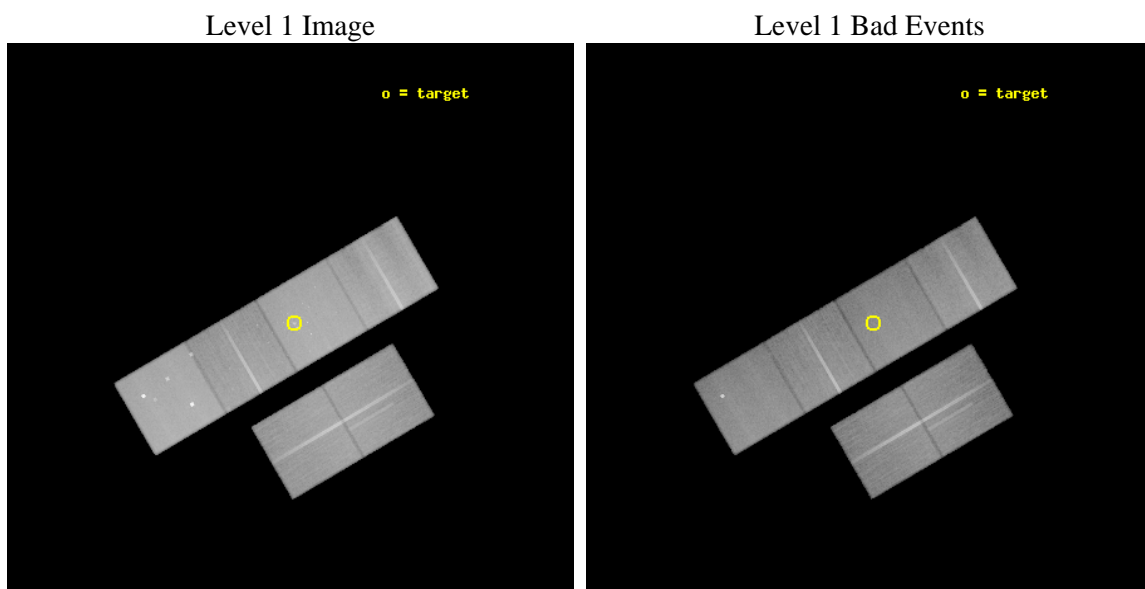 Level 1 Image
Level 1 Bad Events
o = target
o = target